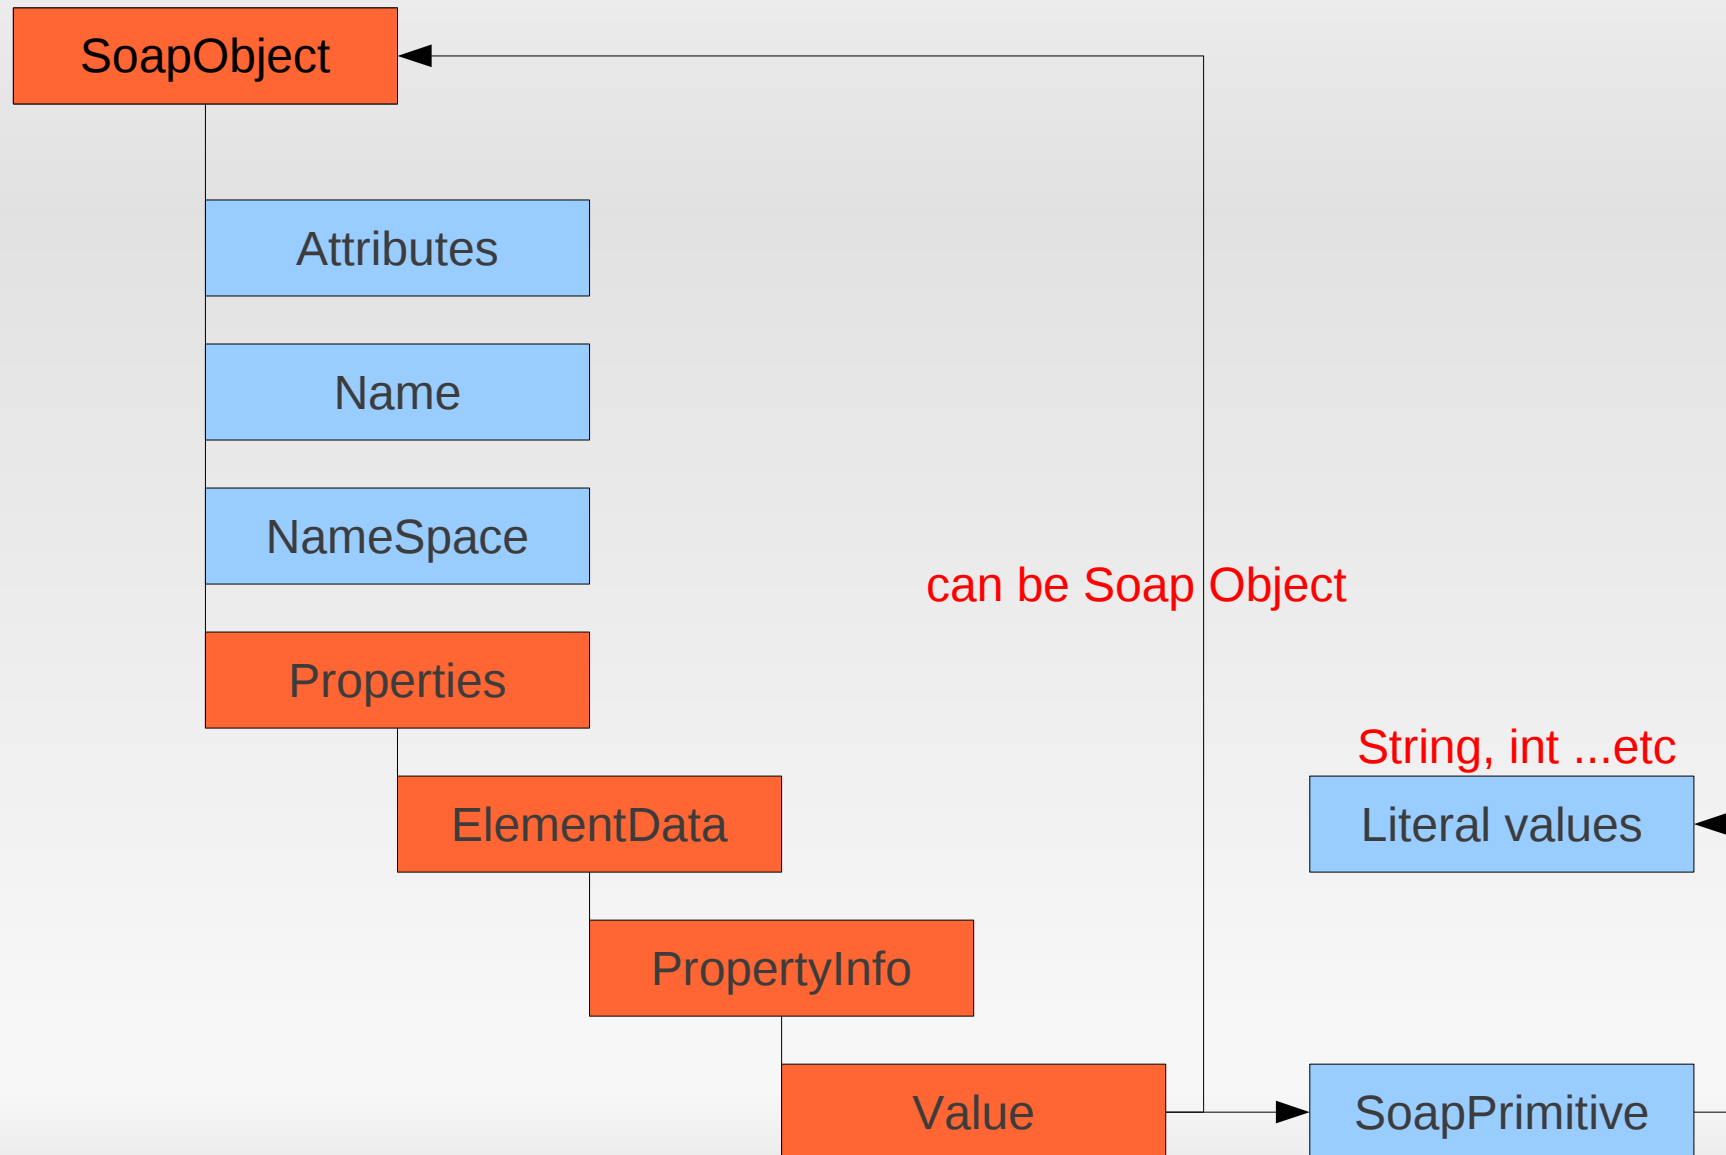 SoapObject
Attributes
Name
NameSpace
can be Soap Object
Properties
String, int ...etc
ElementData
Literal values
PropertyInfo
Value
SoapPrimitive